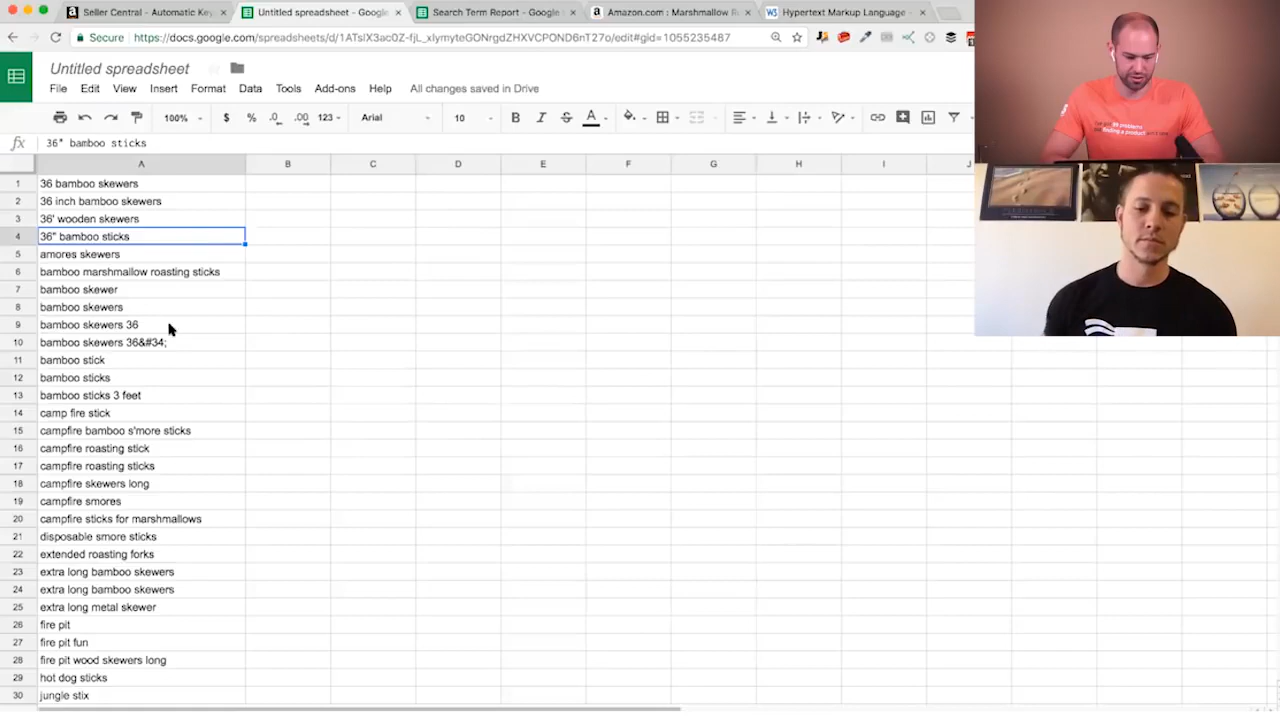 Seller Central - Automatic Key
Untitled spreadsheet - Google
Search Term Report - Google
Amazon.com : Marshmallow R
Hypertext Markup Language -
Secure
https://docs.google.com/spreadsheets/d/1ATslX3ac0Z-fjL_xlymyteGONrgdZHXVCPOND6nT27o/edit#gid=1055235487
Untitled spreadsheet
File Edit View Insert Format Data Tools Add-ons Help All changes saved in Drive
100% $ % .0 .00 123 Arial 10 B I S A
fx 36" bamboo sticks
A B C D E F G H I J
1 36 bamboo skewers
2 36 inch bamboo skewers
3 36' wooden skewers
4 36" bamboo sticks
5 amores skewers
6 bamboo marshmallow roasting sticks
7 bamboo skewer
8 bamboo skewers
9 bamboo skewers 36
10 bamboo skewers 36&#34;
11 bamboo stick
12 bamboo sticks
13 bamboo sticks 3 feet
14 camp fire stick
15 campfire bamboo s'more sticks
16 campfire roasting stick
17 campfire roasting sticks
18 campfire skewers long
19 campfire smores
20 campfire sticks for marshmallows
21 disposable smore sticks
22 extended roasting forks
23 extra long bamboo skewers
24 extra long bamboo skewers
25 extra long metal skewer
26 fire pit
27 fire pit fun
28 fire pit wood skewers long
29 hot dog sticks
30 jungle stix